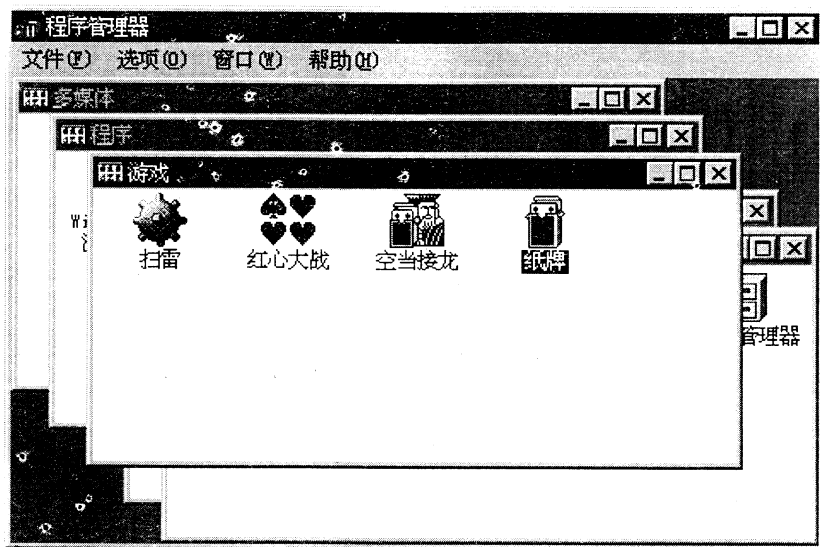 程序管理器
文件(F) 选项(O) 窗口(W) 帮助(H)
多媒体
程序
游戏
Wi
扫雷 红心大战 空当接龙 纸牌
管理器